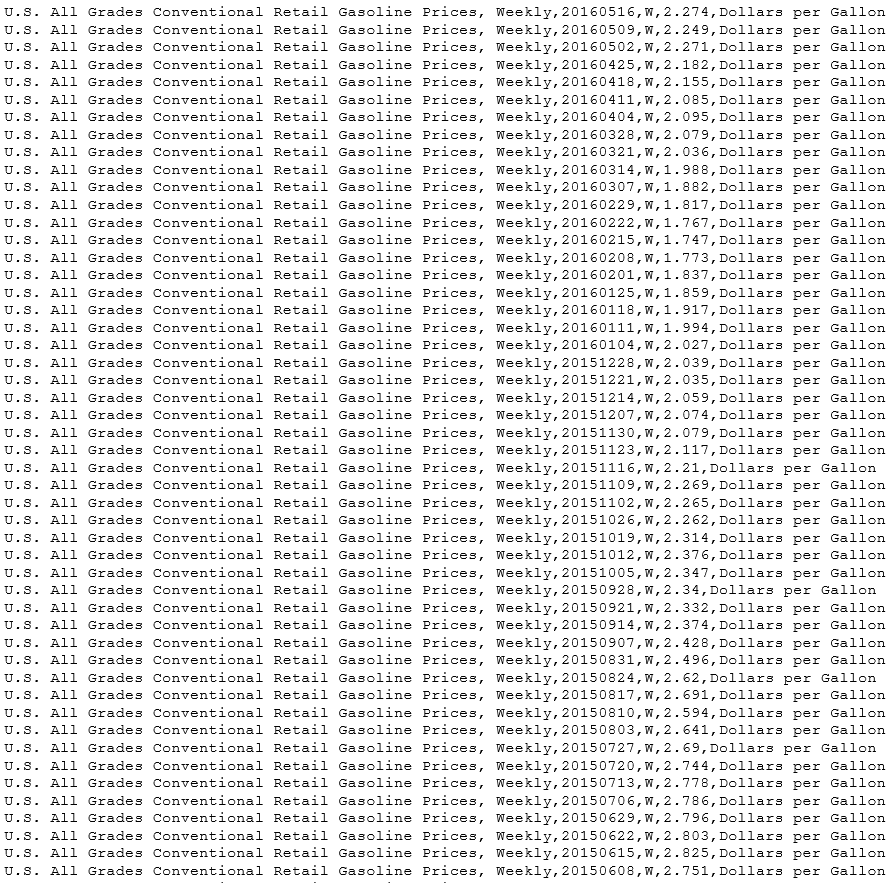 U.S. All Grades Conventional Retail Gasoline Prices, Weekly,20160516,W,2.274,Dollars per Gallon
U.S. All Grades Conventional Retail Gasoline Prices, Weekly,20160509,W,2.249,Dollars per Gallon
U.S. All Grades Conventional Retail Gasoline Prices, Weekly,20160502,W,2.271,Dollars per Gallon
U.S. All Grades Conventional Retail Gasoline Prices, Weekly,20160425,W,2.182,Dollars per Gallon
U.S. All Grades Conventional Retail Gasoline Prices, Weekly,20160418,W,2.155,Dollars per Gallon
U.S. All Grades Conventional Retail Gasoline Prices, Weekly,20160411,W,2.085,Dollars per Gallon
U.S. All Grades Conventional Retail Gasoline Prices, Weekly,20160404,W,2.095,Dollars per Gallon
U.S. All Grades Conventional Retail Gasoline Prices, Weekly,20160328,W,2.079,Dollars per Gallon
U.S. All Grades Conventional Retail Gasoline Prices, Weekly,20160321,W,2.036,Dollars per Gallon
U.S. All Grades Conventional Retail Gasoline Prices, Weekly,20160314,W,1.988,Dollars per Gallon
U.S. All Grades Conventional Retail Gasoline Prices, Weekly,20160307,W,1.882,Dollars per Gallon
U.S. All Grades Conventional Retail Gasoline Prices, Weekly,20160229,W,1.817,Dollars per Gallon
U.S. All Grades Conventional Retail Gasoline Prices, Weekly,20160222,W,1.767,Dollars per Gallon
U.S. All Grades Conventional Retail Gasoline Prices, Weekly,20160215,W,1.747,Dollars per Gallon
U.S. All Grades Conventional Retail Gasoline Prices, Weekly,20160208,W,1.773,Dollars per Gallon
U.S. All Grades Conventional Retail Gasoline Prices, Weekly,20160201,W,1.837,Dollars per Gallon
U.S. All Grades Conventional Retail Gasoline Prices, Weekly,20160125,W,1.859,Dollars per Gallon
U.S. All Grades Conventional Retail Gasoline Prices, Weekly,20160118,W,1.917,Dollars per Gallon
U.S. All Grades Conventional Retail Gasoline Prices, Weekly,20160111,W,1.994,Dollars per Gallon
U.S. All Grades Conventional Retail Gasoline Prices, Weekly,20160104,W,2.027,Dollars per Gallon
U.S. All Grades Conventional Retail Gasoline Prices, Weekly,20151228,W,2.039,Dollars per Gallon
U.S. All Grades Conventional Retail Gasoline Prices, Weekly,20151221,W,2.035,Dollars per Gallon
U.S. All Grades Conventional Retail Gasoline Prices, Weekly,20151214,W,2.059,Dollars per Gallon
U.S. All Grades Conventional Retail Gasoline Prices, Weekly,20151207,W,2.074,Dollars per Gallon
U.S. All Grades Conventional Retail Gasoline Prices, Weekly,20151130,W,2.079,Dollars per Gallon
U.S. All Grades Conventional Retail Gasoline Prices, Weekly,20151123,W,2.117,Dollars per Gallon
U.S. All Grades Conventional Retail Gasoline Prices, Weekly,20151116,W,2.21,Dollars per Gallon
U.S. All Grades Conventional Retail Gasoline Prices, Weekly,20151109,W,2.269,Dollars per Gallon
U.S. All Grades Conventional Retail Gasoline Prices, Weekly,20151102,W,2.265,Dollars per Gallon
U.S. All Grades Conventional Retail Gasoline Prices, Weekly,20151026,W,2.262,Dollars per Gallon
U.S. All Grades Conventional Retail Gasoline Prices, Weekly,20151019,W,2.314,Dollars per Gallon
U.S. All Grades Conventional Retail Gasoline Prices, Weekly,20151012,W,2.376,Dollars per Gallon
U.S. All Grades Conventional Retail Gasoline Prices, Weekly,20151005,W,2.347,Dollars per Gallon
U.S. All Grades Conventional Retail Gasoline Prices, Weekly,20150928,W,2.34,Dollars per Gallon
U.S. All Grades Conventional Retail Gasoline Prices, Weekly,20150921,W,2.332,Dollars per Gallon
U.S. All Grades Conventional Retail Gasoline Prices, Weekly,20150914,W,2.374,Dollars per Gallon
U.S. All Grades Conventional Retail Gasoline Prices, Weekly,20150907,W,2.428,Dollars per Gallon
U.S. All Grades Conventional Retail Gasoline Prices, Weekly,20150831,W,2.496,Dollars per Gallon
U.S. All Grades Conventional Retail Gasoline Prices, Weekly,20150824,W,2.62,Dollars per Gallon
U.S. All Grades Conventional Retail Gasoline Prices, Weekly,20150817,W,2.691,Dollars per Gallon
U.S. All Grades Conventional Retail Gasoline Prices, Weekly,20150810,W,2.594,Dollars per Gallon
U.S. All Grades Conventional Retail Gasoline Prices, Weekly,20150803,W,2.641,Dollars per Gallon
U.S. All Grades Conventional Retail Gasoline Prices, Weekly,20150727,W,2.69,Dollars per Gallon
U.S. All Grades Conventional Retail Gasoline Prices, Weekly,20150720,W,2.744,Dollars per Gallon
U.S. All Grades Conventional Retail Gasoline Prices, Weekly,20150713,W,2.778,Dollars per Gallon
U.S. All Grades Conventional Retail Gasoline Prices, Weekly,20150706,W,2.786,Dollars per Gallon
U.S. All Grades Conventional Retail Gasoline Prices, Weekly,20150629,W,2.796,Dollars per Gallon
U.S. All Grades Conventional Retail Gasoline Prices, Weekly,20150622,W,2.803,Dollars per Gallon
U.S. All Grades Conventional Retail Gasoline Prices, Weekly,20150615,W,2.825,Dollars per Gallon
U.S. All Grades Conventional Retail Gasoline Prices, Weekly,20150608,W,2.751,Dollars per Gallon